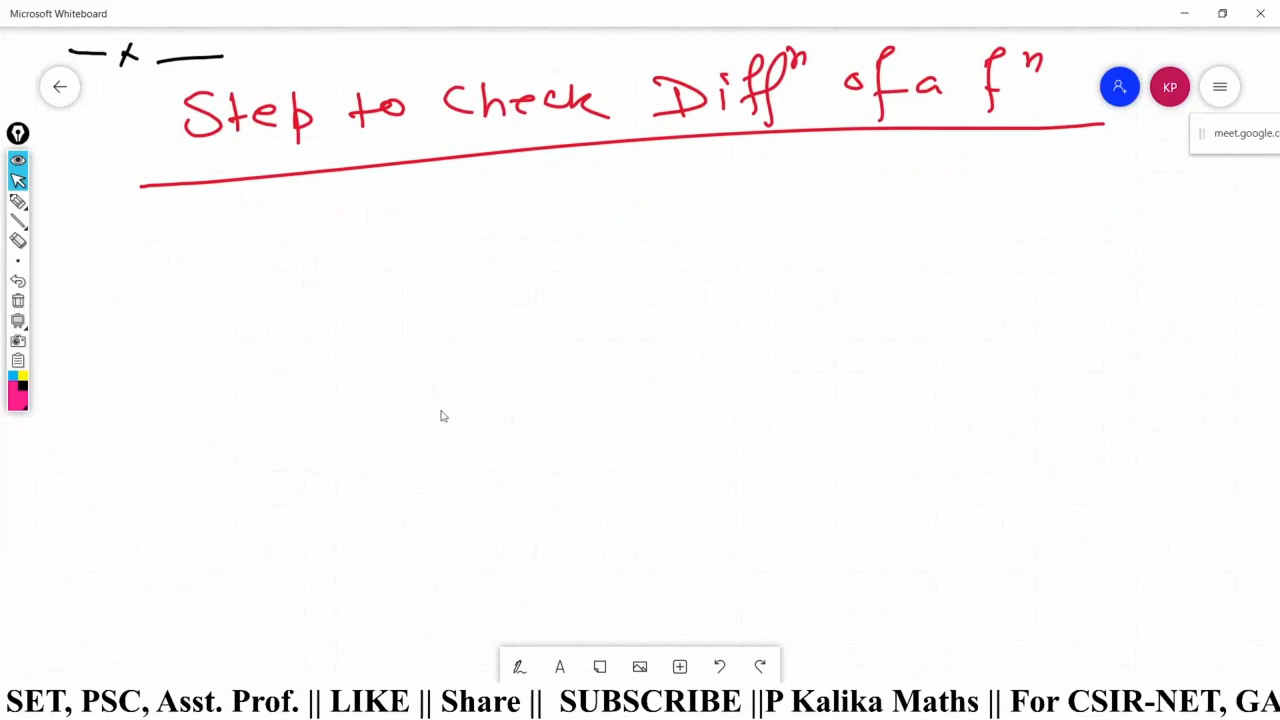 Microsoft Whiteboard
— x —
Step to Check Diffⁿ of a fⁿ
KP
meet.google.c
A
SET, PSC, Asst. Prof. || LIKE || Share || SUBSCRIBE ||P Kalika Maths || For CSIR-NET, GA